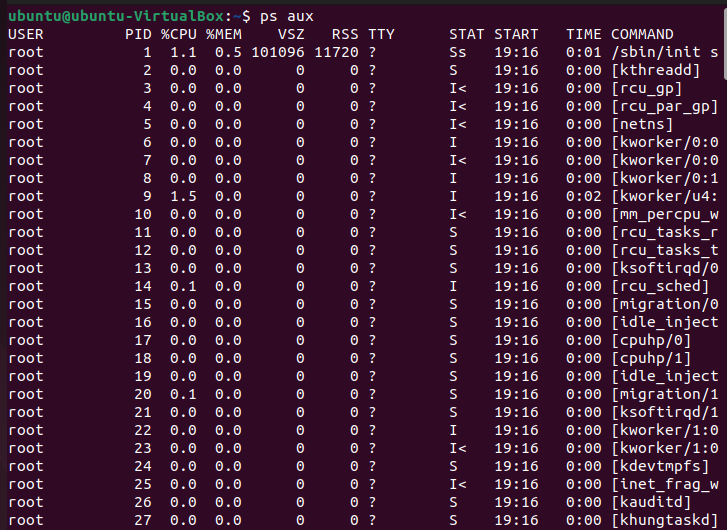 ubuntu@ubuntu-VirtualBox:~$ ps aux
USER PID %CPU %MEM VSZ RSS TTY STAT START TIME COMMAND
root 1 1.1 0.5 101096 11720 ? Ss 19:16 0:01 /sbin/init s
root 2 0.0 0.0 0 0 ? S 19:16 0:00 [kthreadd]
root 3 0.0 0.0 0 0 ? I< 19:16 0:00 [rcu_gp]
root 4 0.0 0.0 0 0 ? I< 19:16 0:00 [rcu_par_gp]
root 5 0.0 0.0 0 0 ? I< 19:16 0:00 [netns]
root 6 0.0 0.0 0 0 ? I 19:16 0:00 [kworker/0:0
root 7 0.0 0.0 0 0 ? I< 19:16 0:00 [kworker/0:0
root 8 0.0 0.0 0 0 ? I 19:16 0:00 [kworker/0:1
root 9 1.5 0.0 0 0 ? I 19:16 0:02 [kworker/u4:
root 10 0.0 0.0 0 0 ? I< 19:16 0:00 [mm_percpu_w
root 11 0.0 0.0 0 0 ? S 19:16 0:00 [rcu_tasks_r
root 12 0.0 0.0 0 0 ? S 19:16 0:00 [rcu_tasks_t
root 13 0.0 0.0 0 0 ? S 19:16 0:00 [ksoftirqd/0
root 14 0.1 0.0 0 0 ? I 19:16 0:00 [rcu_sched]
root 15 0.0 0.0 0 0 ? S 19:16 0:00 [migration/0
root 16 0.0 0.0 0 0 ? S 19:16 0:00 [idle_inject
root 17 0.0 0.0 0 0 ? S 19:16 0:00 [cpuhp/0]
root 18 0.0 0.0 0 0 ? S 19:16 0:00 [cpuhp/1]
root 19 0.0 0.0 0 0 ? S 19:16 0:00 [idle_inject
root 20 0.1 0.0 0 0 ? S 19:16 0:00 [migration/1
root 21 0.0 0.0 0 0 ? S 19:16 0:00 [ksoftirqd/1
root 22 0.0 0.0 0 0 ? I 19:16 0:00 [kworker/1:0
root 23 0.0 0.0 0 0 ? I< 19:16 0:00 [kworker/1:0
root 24 0.0 0.0 0 0 ? S 19:16 0:00 [kdevtmpfs]
root 25 0.0 0.0 0 0 ? I< 19:16 0:00 [inet_frag_w
root 26 0.0 0.0 0 0 ? S 19:16 0:00 [kauditd]
root 27 0.0 0.0 0 0 ? S 19:16 0:00 [khungtaskd]